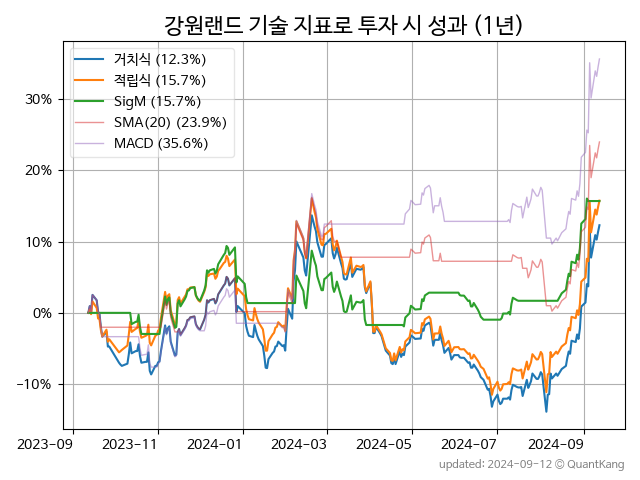 강원랜드 기술 지표로 투자 시 성과 (1년)
거치식 (12.3%)
적립식 (15.7%)
SigM (15.7%)
SMA(20) (23.9%)
MACD (35.6%)
30%
20%
10%
0%
−10%
2023-09 2023-11 2024-01 2024-03 2024-05 2024-07 2024-09
updated: 2024-09-12 ⓒ QuantKang